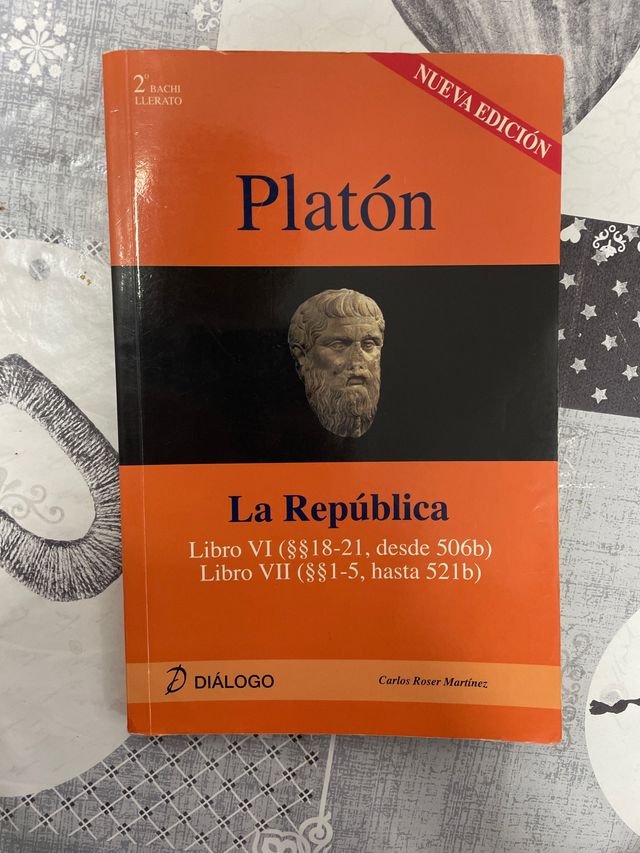 2º BACHI
LLERATO
NUEVA EDICIÓN
Platón
La República
Libro VI (§§18-21, desde 506b)
Libro VII (§§1-5, hasta 521b)
DIÁLOGO
Carlos Roser Martínez